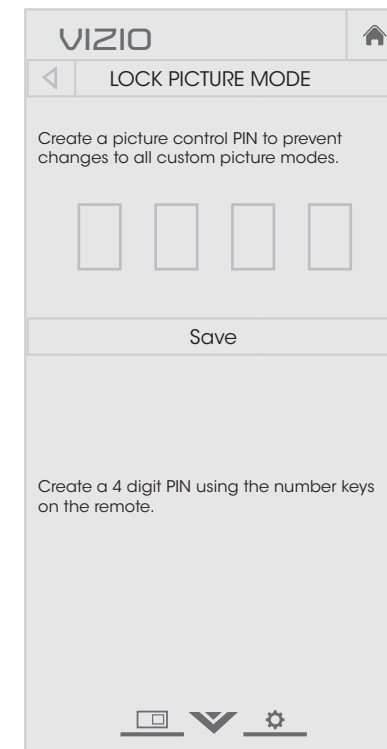 VIZIO
LOCK PICTURE MODE
Create a picture control PIN to prevent
changes to all custom picture modes.
Save
Create a 4 digit PIN using the number keys
on the remote.